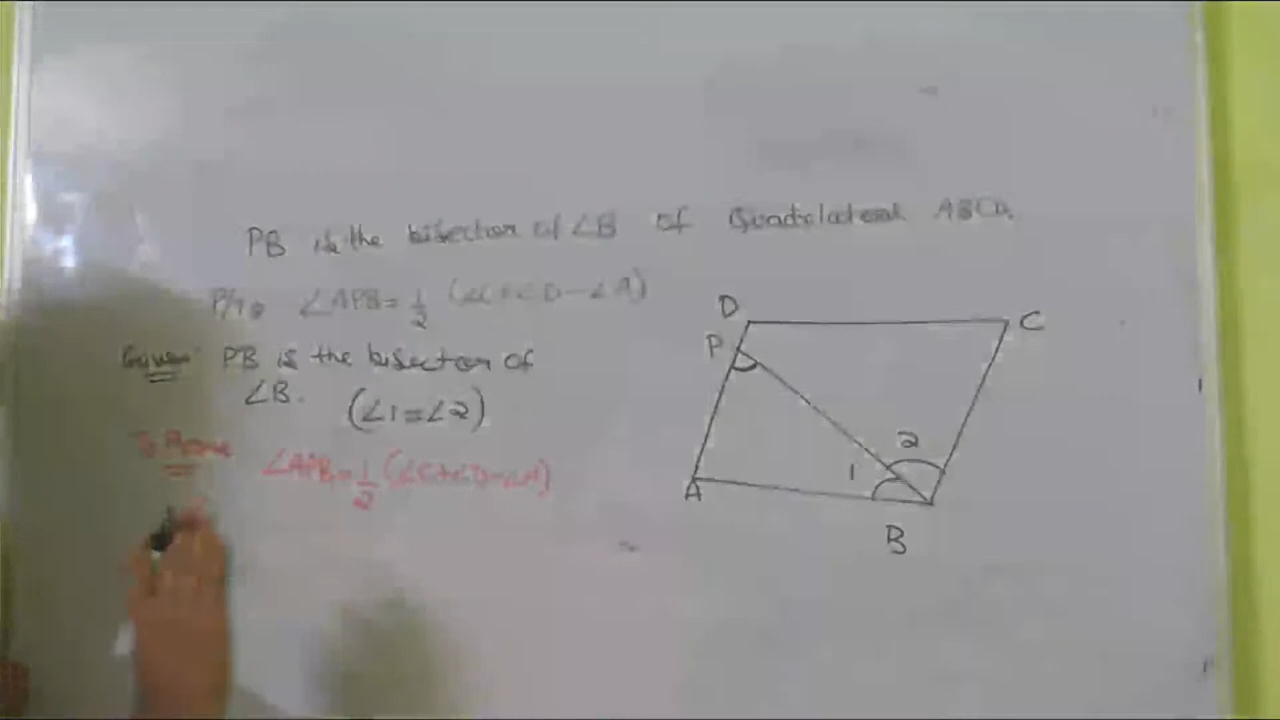 PB is the bisector of ∠B of Quadrilateral ABCD.
P/T ∠APB = 1/2 (∠C+∠D-∠A)
Given PB is the bisector of
∠B. (∠1=∠2)
To Prove ∠APB = 1/2 (∠C+∠D-∠A)
D
C
P
2
1
A
B